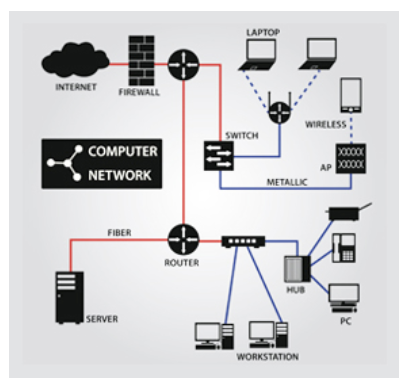 LAPTOP
INTERNET
FIREWALL
WIRELESS
SWITCH
COMPUTER
NETWORK
AP
METALLIC
FIBER
ROUTER
HUB
SERVER
PC
WORKSTATION